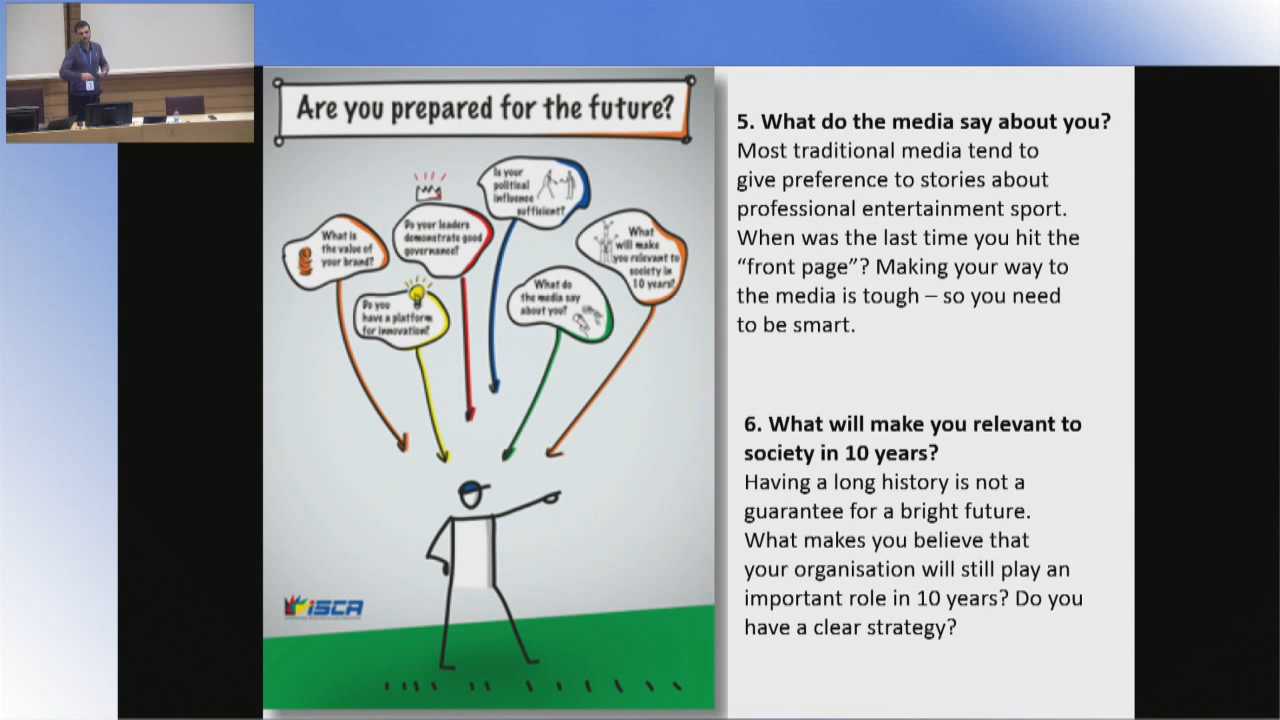 Are you prepared for the future?
Is your
political
influence
sufficient?
Do your leaders
demonstrate good
governance?
What is
the value of
your brand?
What
will make
you relevant to
society in
10 years?
What do
the media say
about you?
Do you
have a platform
for innovation?
ISCA
5. What do the media say about you?
Most traditional media tend to
give preference to stories about
professional entertainment sport.
When was the last time you hit the
“front page”? Making your way to
the media is tough – so you need
to be smart.
6. What will make you relevant to
society in 10 years?
Having a long history is not a
guarantee for a bright future.
What makes you believe that
your organisation will still play an
important role in 10 years? Do you
have a clear strategy?